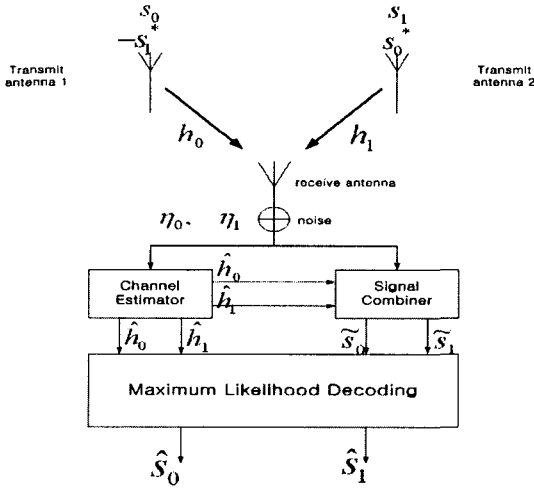 s₀ s₁
−s₁* s₀*
Transmit antenna 1
Transmit antenna 2
h₀ h₁
receive antenna
η₀, η₁ noise
Channel Estimator
ĥ₀
ĥ₁
Signal Combiner
ĥ₀ ĥ₁ s̃₀ s̃₁
Maximum Likelihood Decoding
ŝ₀ ŝ₁